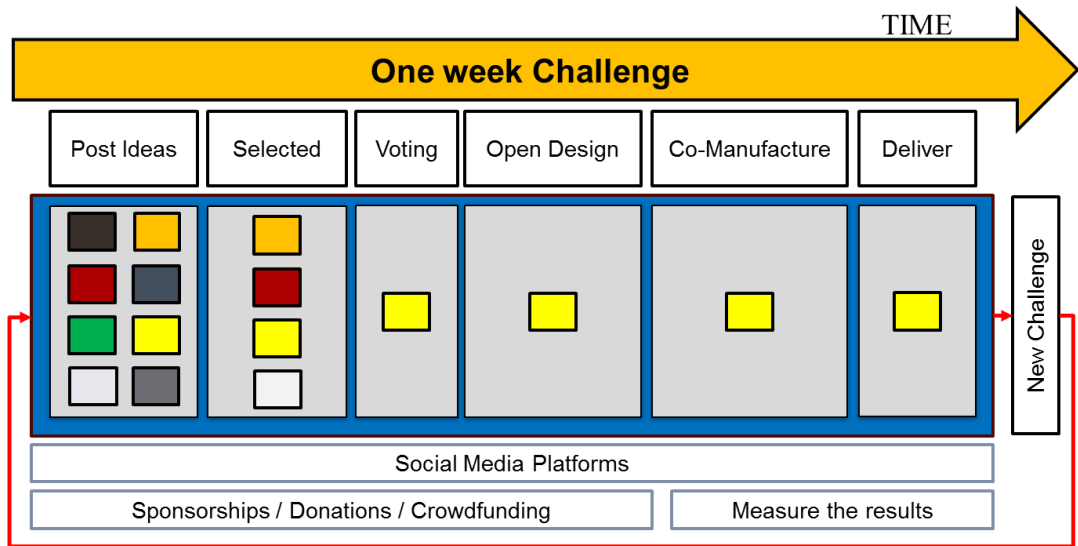 TIME
One week Challenge
Post Ideas
Selected
Voting
Open Design
Co-Manufacture
Deliver
New Challenge
Social Media Platforms
Sponsorships / Donations / Crowdfunding
Measure the results